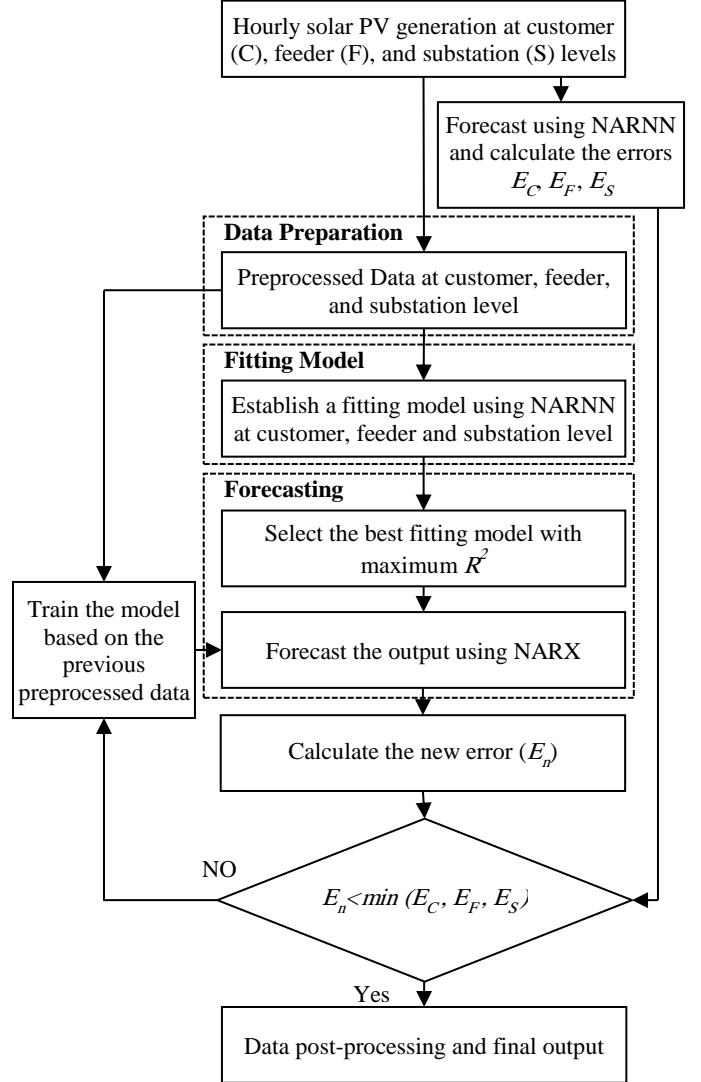 Hourly solar PV generation at customer
(C), feeder (F), and substation (S) levels
Forecast using NARNN
and calculate the errors
E_C, E_F, E_S
Data Preparation
Preprocessed Data at customer, feeder,
and substation level
Fitting Model
Establish a fitting model using NARNN
at customer, feeder and substation level
Forecasting
Select the best fitting model with
maximum R^2
Train the model
based on the
previous
preprocessed data
Forecast the output using NARX
Calculate the new error (E_n)
NO
E_n<min (E_C, E_F, E_S)
Yes
Data post-processing and final output